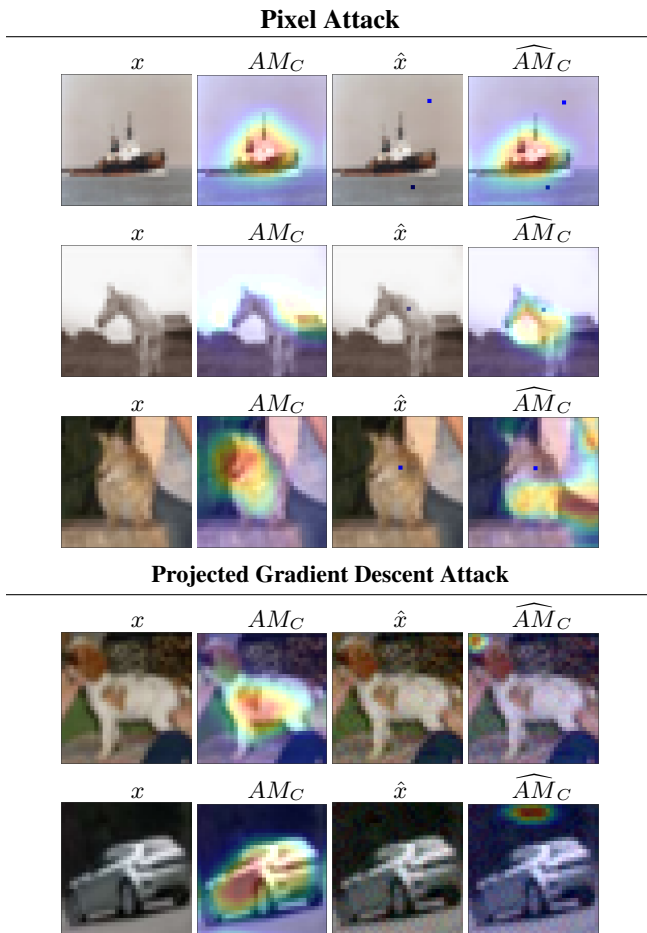 Pixel Attack
x AM_C x̂ \widehat{AM}_C
x AM_C x̂ \widehat{AM}_C
x AM_C x̂ \widehat{AM}_C
Projected Gradient Descent Attack
x AM_C x̂ \widehat{AM}_C
x AM_C x̂ \widehat{AM}_C